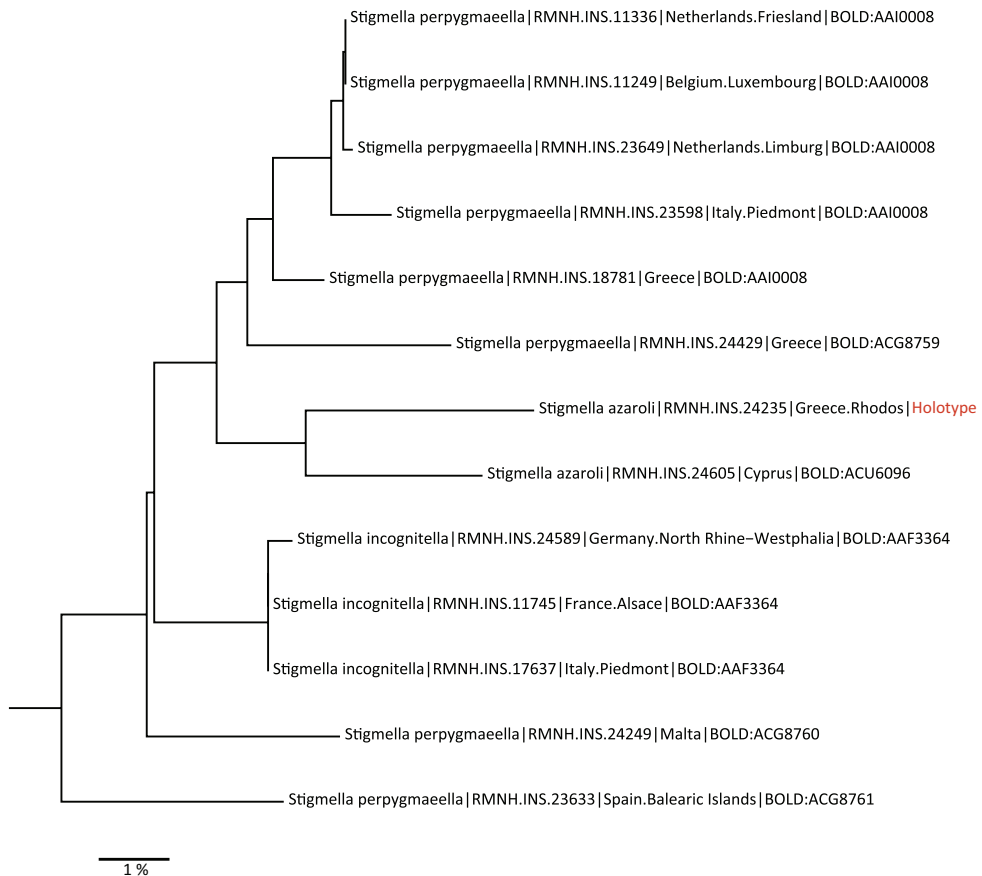 Stigmella perpygmaeella|RMNH.INS.11336|Netherlands.Friesland|BOLD:AAI0008
Stigmella perpygmaeella|RMNH.INS.11249|Belgium.Luxembourg|BOLD:AAI0008
Stigmella perpygmaeella|RMNH.INS.23649|Netherlands.Limburg|BOLD:AAI0008
Stigmella perpygmaeella|RMNH.INS.23598|Italy.Piedmont|BOLD:AAI0008
Stigmella perpygmaeella|RMNH.INS.18781|Greece|BOLD:AAI0008
Stigmella perpygmaeella|RMNH.INS.24429|Greece|BOLD:ACG8759
Stigmella azaroli|RMNH.INS.24235|Greece.Rhodos|Holotype
Stigmella azaroli|RMNH.INS.24605|Cyprus|BOLD:ACU6096
Stigmella incognitella|RMNH.INS.24589|Germany.North Rhine−Westphalia|BOLD:AAF3364
Stigmella incognitella|RMNH.INS.11745|France.Alsace|BOLD:AAF3364
Stigmella incognitella|RMNH.INS.17637|Italy.Piedmont|BOLD:AAF3364
Stigmella perpygmaeella|RMNH.INS.24249|Malta|BOLD:ACG8760
Stigmella perpygmaeella|RMNH.INS.23633|Spain.Balearic Islands|BOLD:ACG8761
1 %